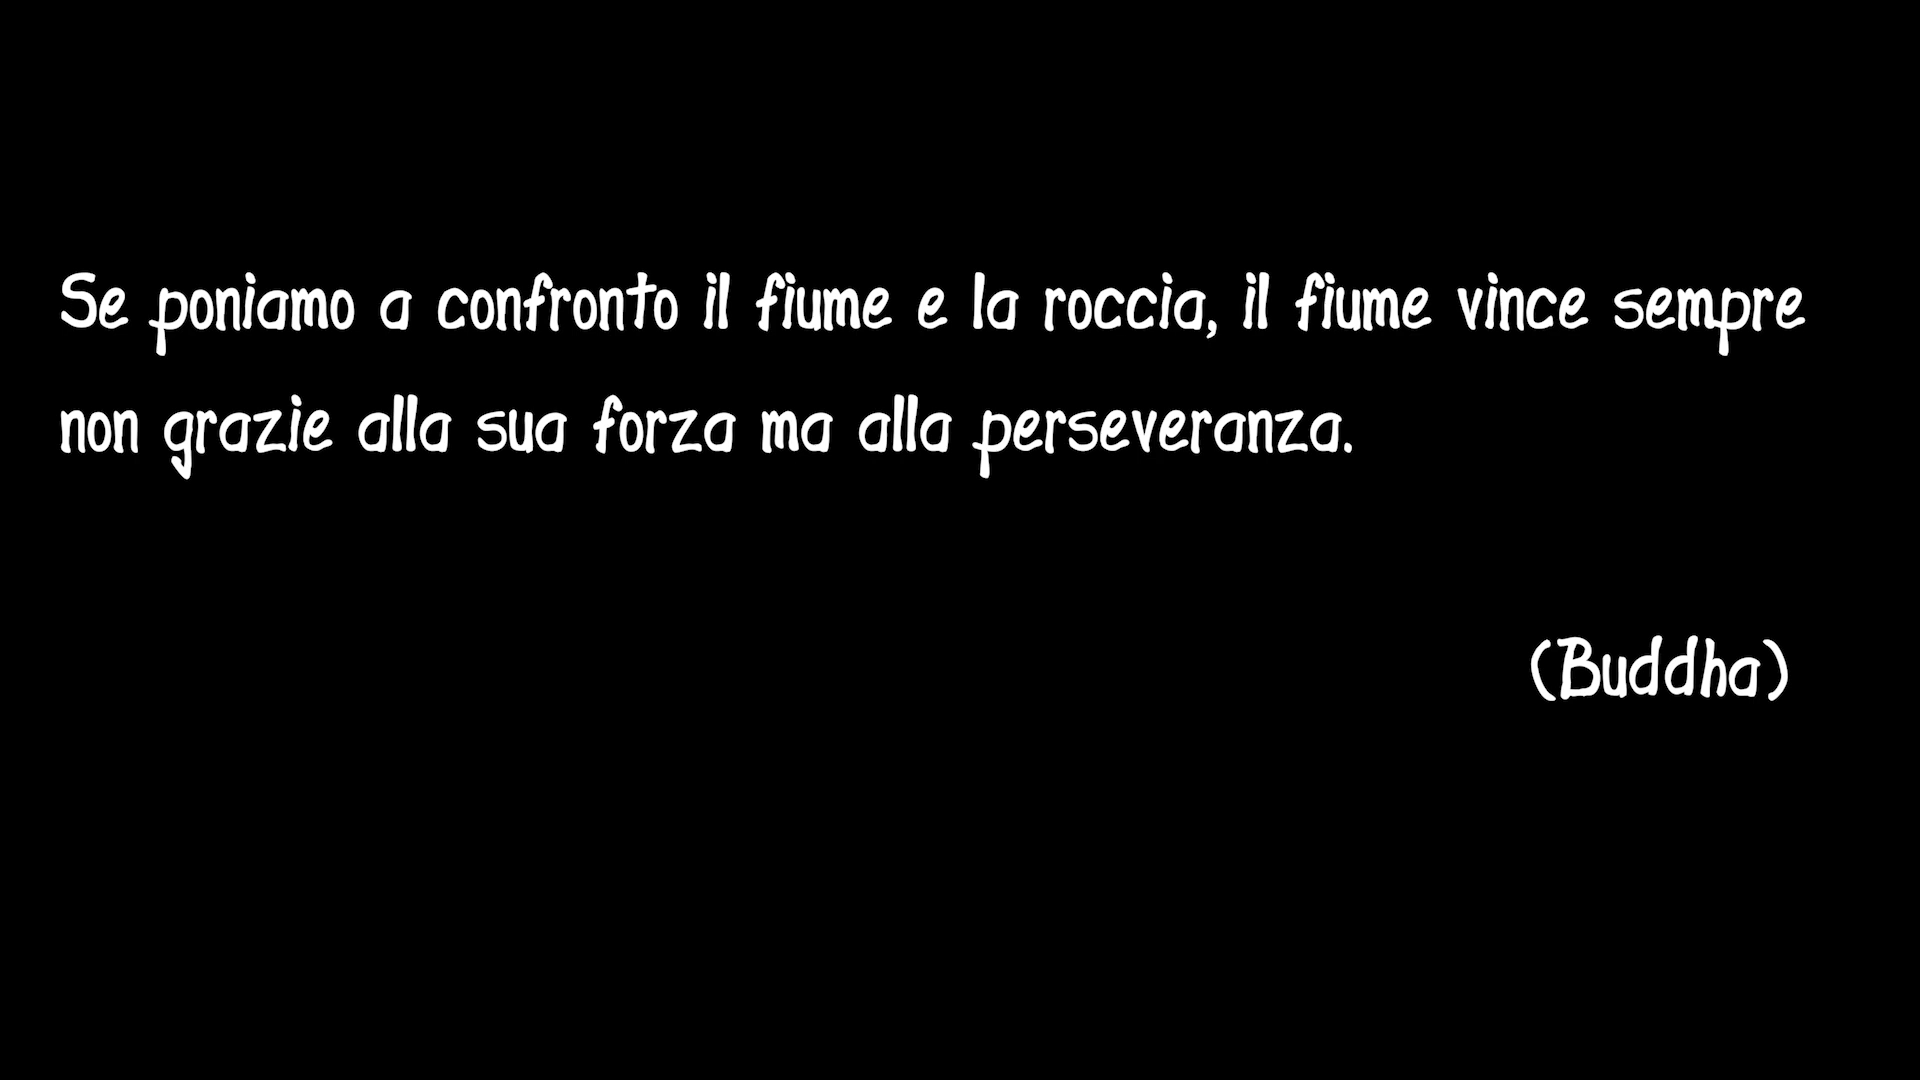 Se poniamo a confronto il fiume e la roccia, il fiume vince sempre
non grazie alla sua forza ma alla perseveranza.
(Buddha)